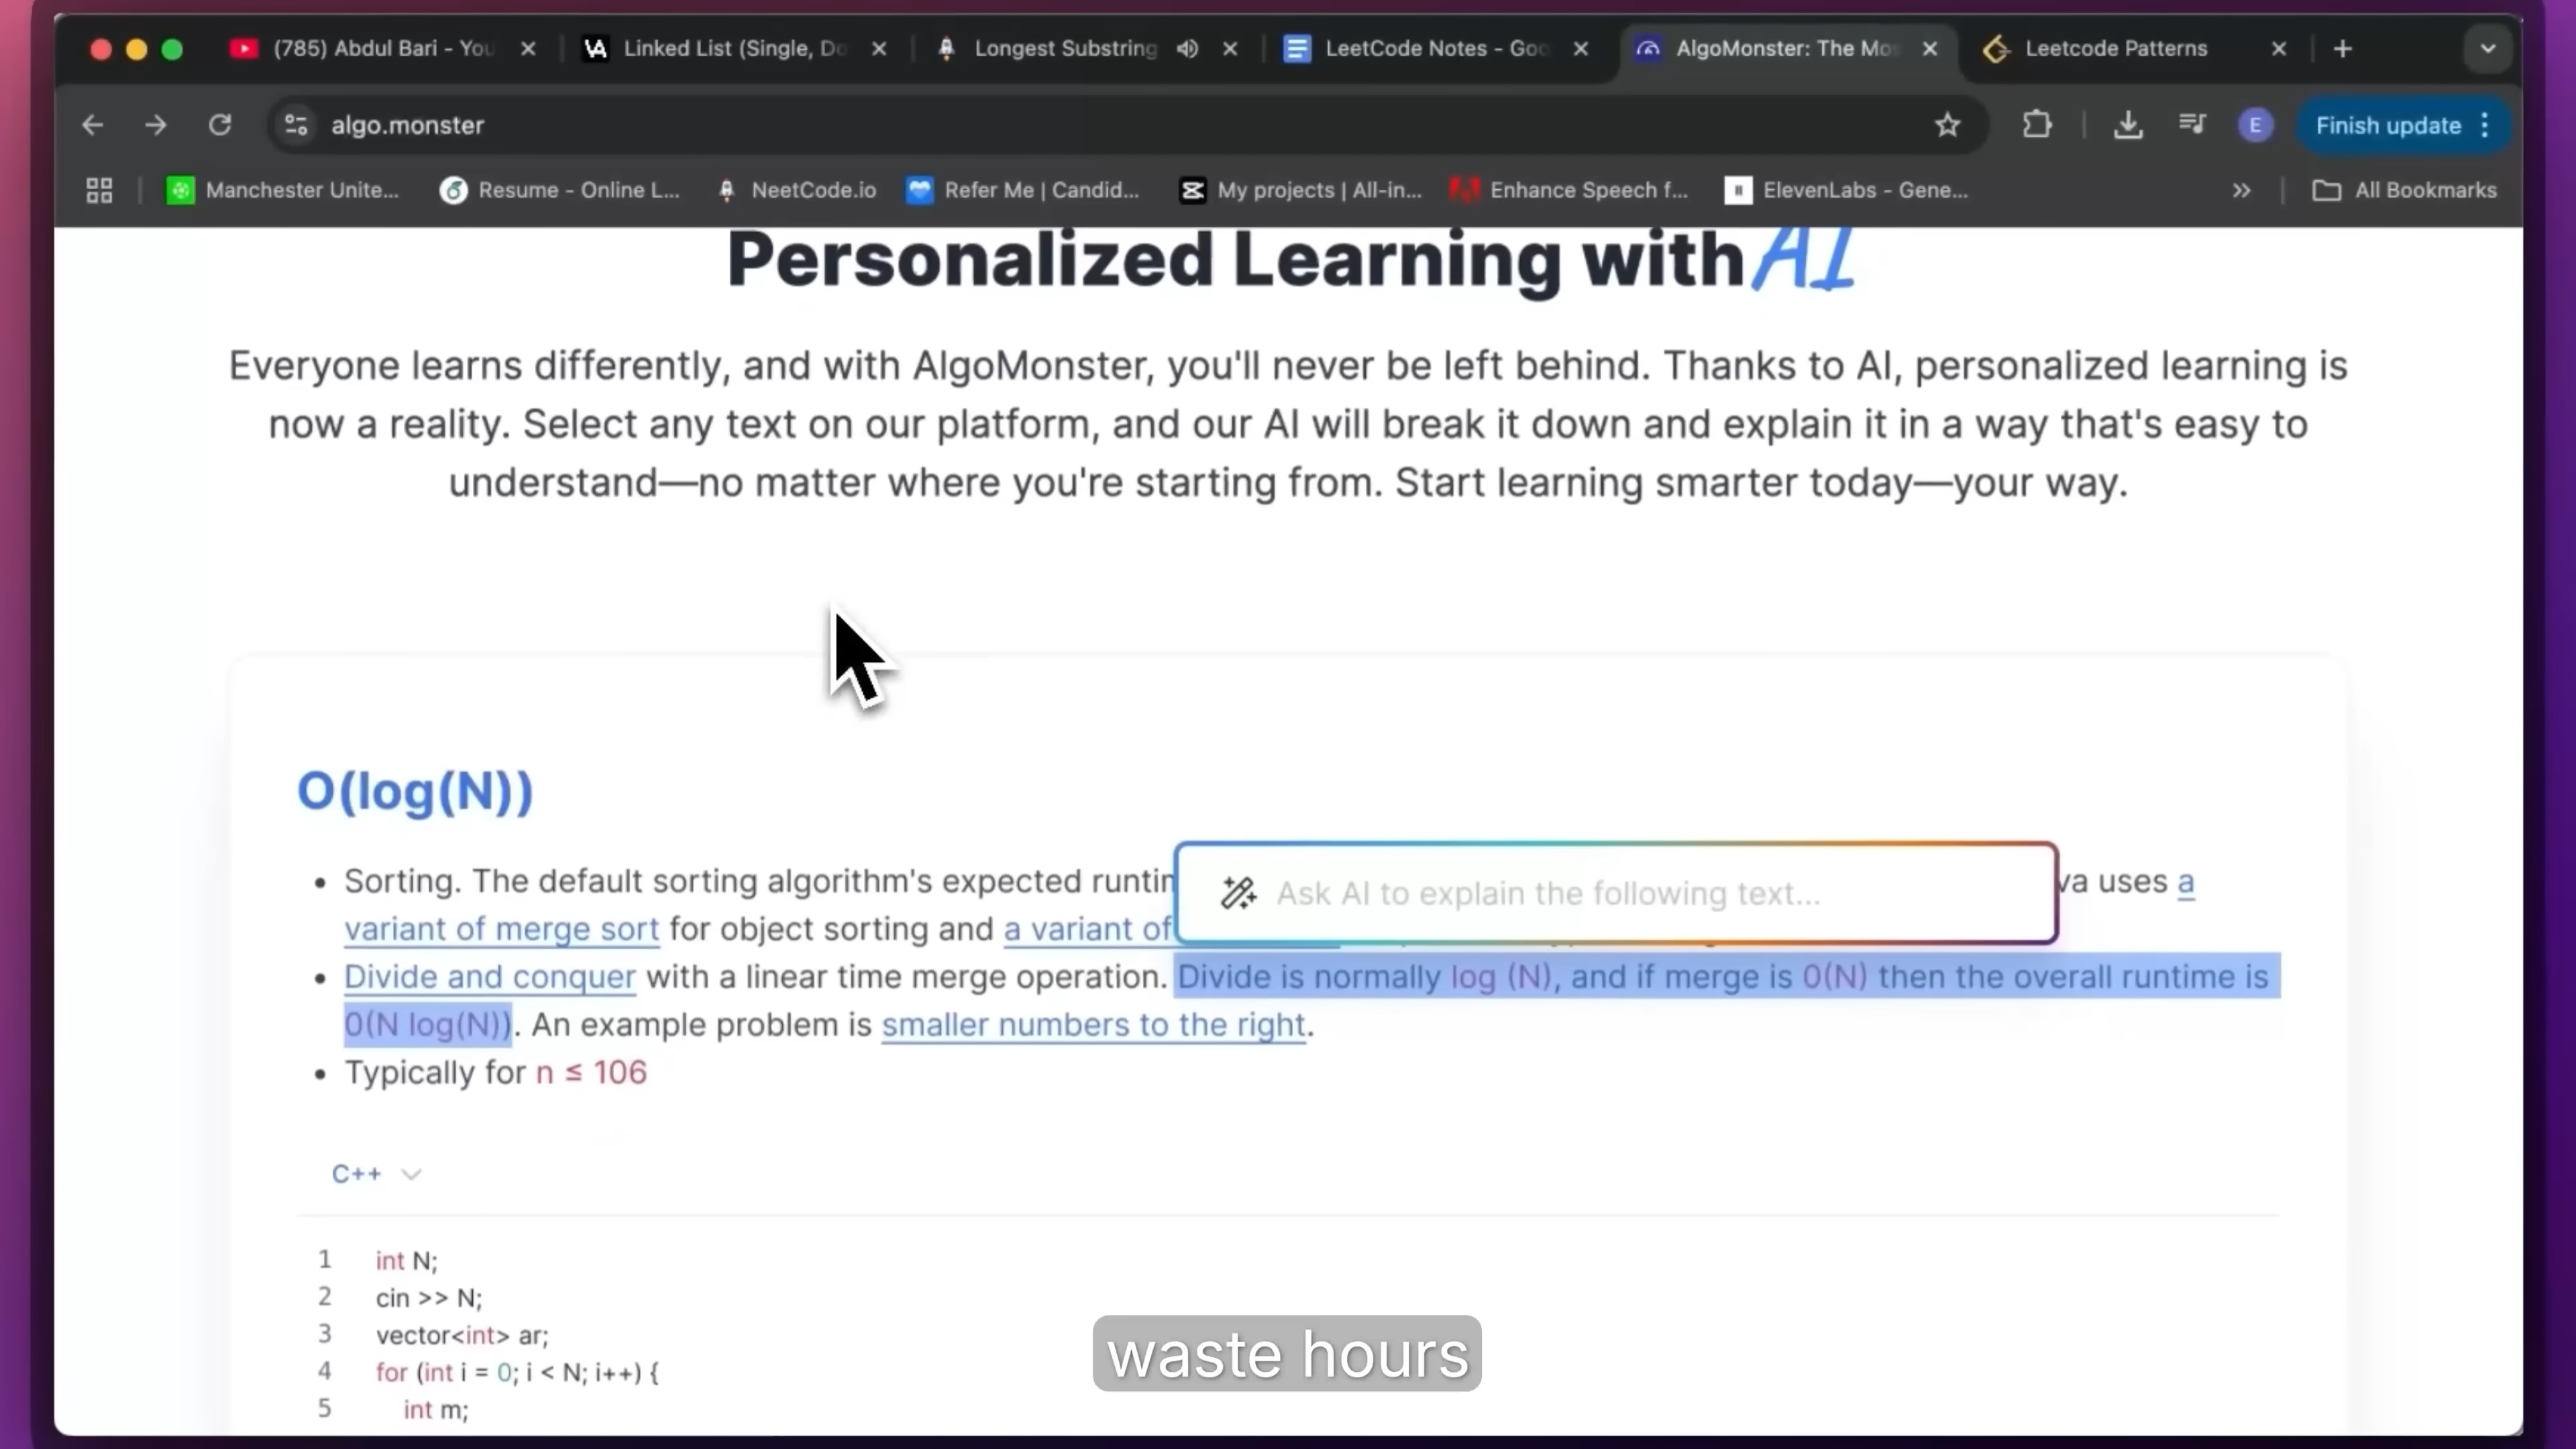 (785) Abdul Bari - You
Linked List (Single, Do
Longest Substring
LeetCode Notes - Goo
AlgoMonster: The Mos
Leetcode Patterns
algo.monster
E
Finish update
Manchester Unite...
Resume - Online L...
NeetCode.io
Refer Me | Candid...
My projects | All-in...
Enhance Speech f...
ElevenLabs - Gene...
All Bookmarks
Personalized Learning with AI
Everyone learns differently, and with AlgoMonster, you'll never be left behind. Thanks to AI, personalized learning is
now a reality. Select any text on our platform, and our AI will break it down and explain it in a way that's easy to
understand—no matter where you're starting from. Start learning smarter today—your way.
O(log(N))
Ask AI to explain the following text...
• Sorting. The default sorting algorithm's expected runtin va uses a
variant of merge sort for object sorting and a variant of
• Divide and conquer with a linear time merge operation. Divide is normally log (N), and if merge is 0(N) then the overall runtime is
0(N log(N)). An example problem is smaller numbers to the right.
• Typically for n ≤ 106
C++
1 int N;
2 cin >> N;
3 vector<int> ar;
4 for (int i = 0; i < N; i++) {
5 int m;
waste hours